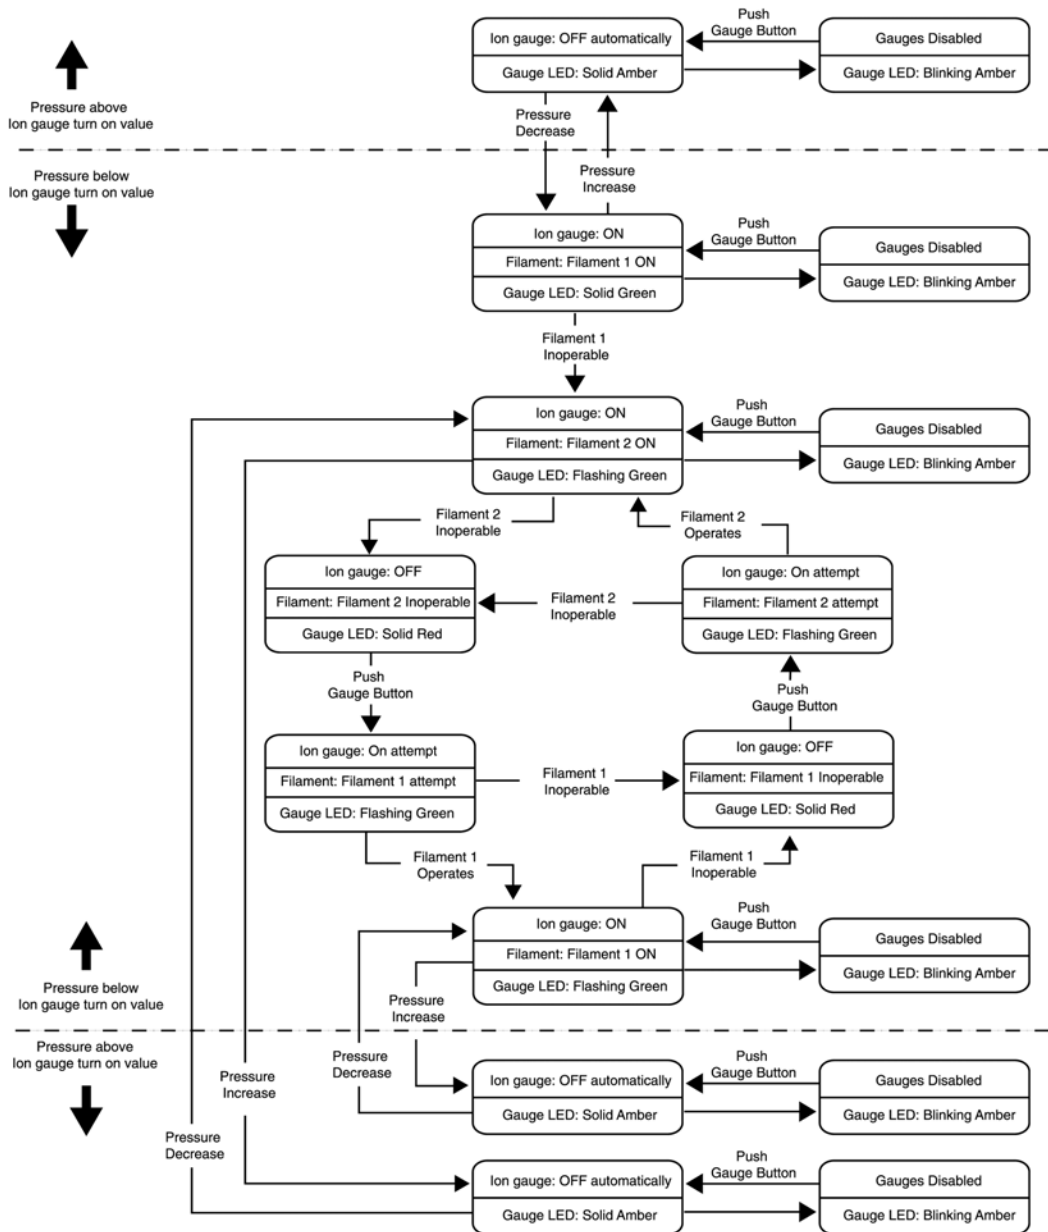 Push
Gauge Button
Ion gauge: OFF automatically
Gauges Disabled
Gauge LED: Solid Amber
Gauge LED: Blinking Amber
Pressure above
Ion gauge turn on value
Pressure
Decrease
Pressure below
Ion gauge turn on value
Pressure
Increase
Push
Gauge Button
Ion gauge: ON
Gauges Disabled
Filament: Filament 1 ON
Gauge LED: Blinking Amber
Gauge LED: Solid Green
Filament 1
Inoperable
Push
Gauge Button
Ion gauge: ON
Gauges Disabled
Filament: Filament 2 ON
Gauge LED: Blinking Amber
Gauge LED: Flashing Green
Filament 2
Inoperable
Filament 2
Operates
Ion gauge: OFF
Ion gauge: On attempt
Filament: Filament 2 Inoperable
Filament 2
Inoperable
Filament: Filament 2 attempt
Gauge LED: Solid Red
Gauge LED: Flashing Green
Push
Gauge Button
Push
Gauge Button
Ion gauge: On attempt
Ion gauge: OFF
Filament: Filament 1 attempt
Filament 1
Inoperable
Filament: Filament 1 Inoperable
Gauge LED: Flashing Green
Gauge LED: Solid Red
Filament 1
Operates
Filament 1
Inoperable
Push
Gauge Button
Ion gauge: ON
Gauges Disabled
Filament: Filament 1 ON
Gauge LED: Blinking Amber
Gauge LED: Flashing Green
Pressure below
Ion gauge turn on value
Pressure
Increase
Pressure above
Ion gauge turn on value
Pressure
Decrease
Push
Gauge Button
Ion gauge: OFF automatically
Gauges Disabled
Gauge LED: Solid Amber
Gauge LED: Blinking Amber
Pressure
Increase
Pressure
Decrease
Push
Gauge Button
Ion gauge: OFF automatically
Gauges Disabled
Gauge LED: Solid Amber
Gauge LED: Blinking Amber